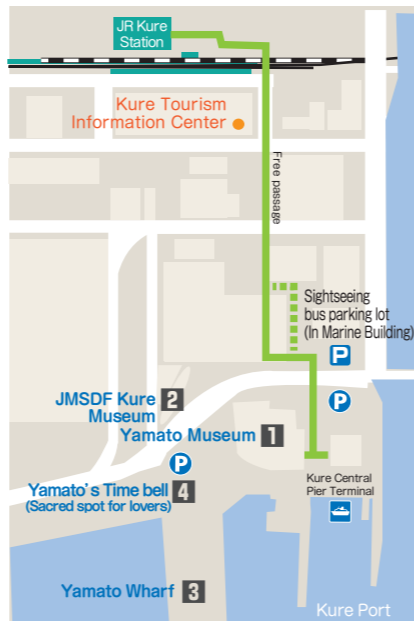 JR Kure
Station
Kure Tourism
Information Center
Free passage
Sightseeing
bus parking lot
(In Marine Building)
P
JMSDF Kure
Museum
2
P
Yamato Museum
1
P
Yamato's Time bell
(Sacred spot for lovers)
4
Kure Central
Pier Terminal
Yamato Wharf
3
Kure Port